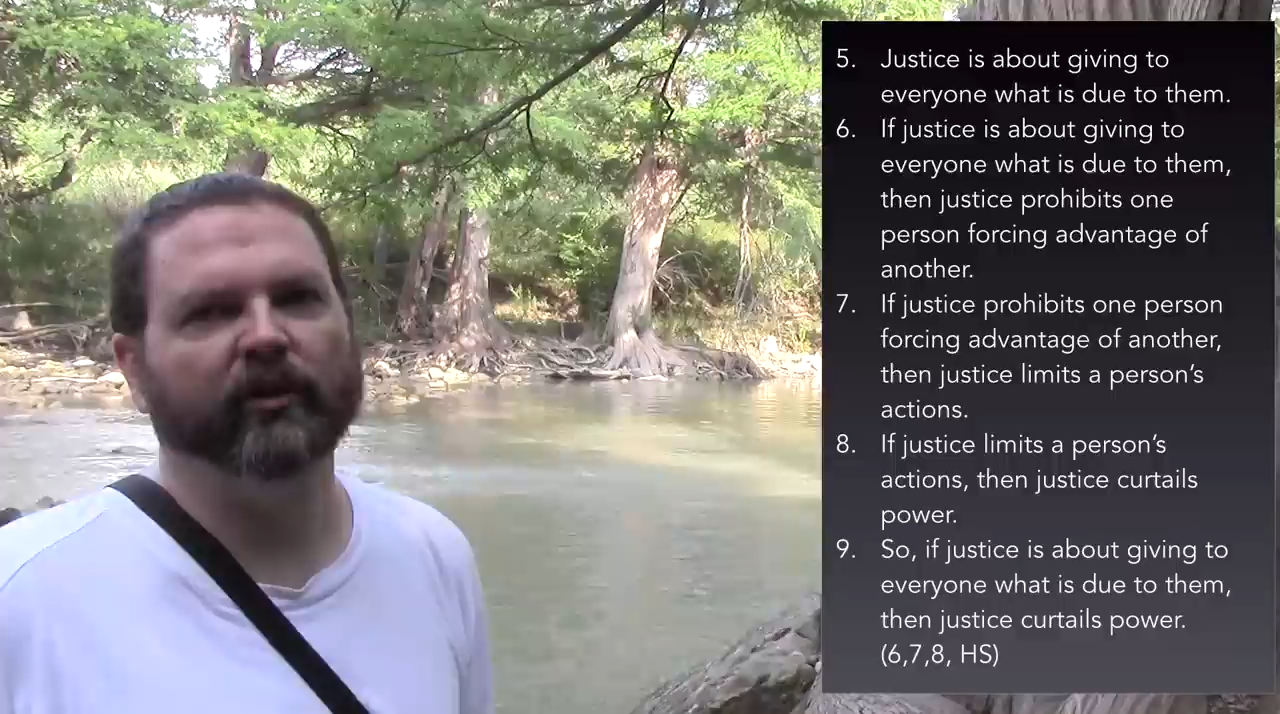 5. Justice is about giving to
everyone what is due to them.
6. If justice is about giving to
everyone what is due to them,
then justice prohibits one
person forcing advantage of
another.
7. If justice prohibits one person
forcing advantage of another,
then justice limits a person’s
actions.
8. If justice limits a person’s
actions, then justice curtails
power.
9. So, if justice is about giving to
everyone what is due to them,
then justice curtails power.
(6,7,8, HS)